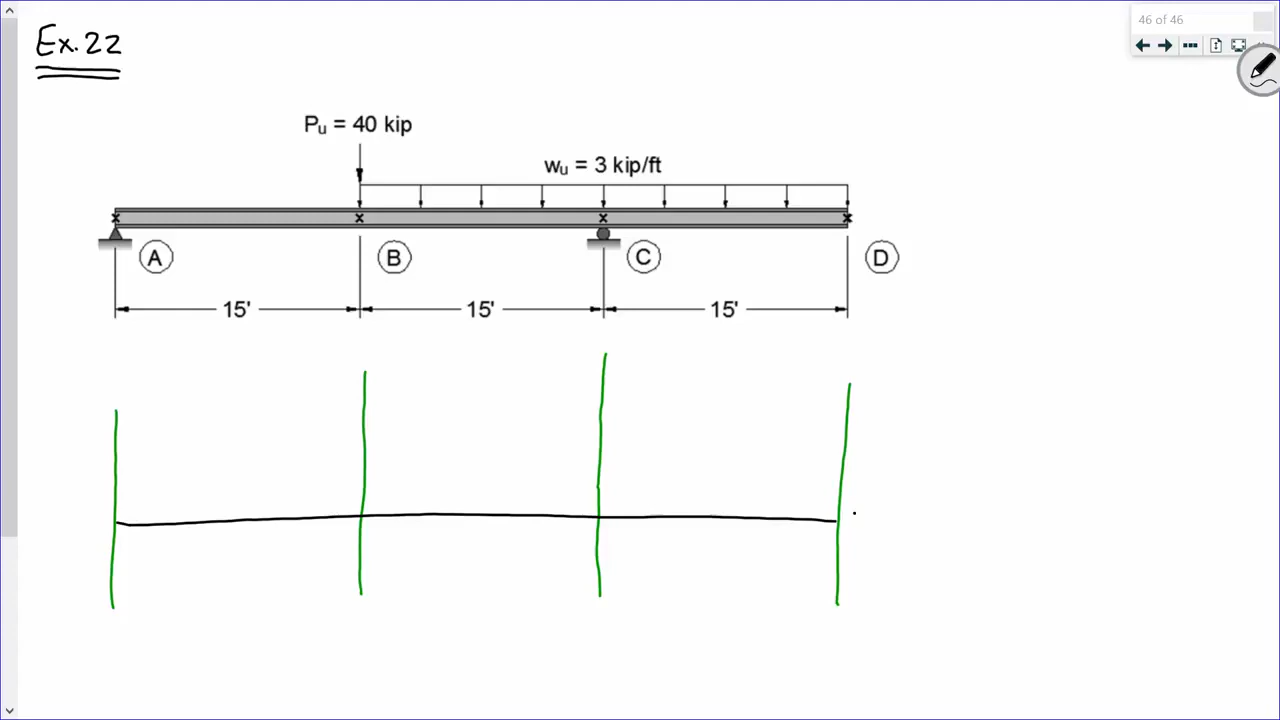 46 of 46
Ex. 22
Pu = 40 kip
wu = 3 kip/ft
A B C D
15' 15' 15'